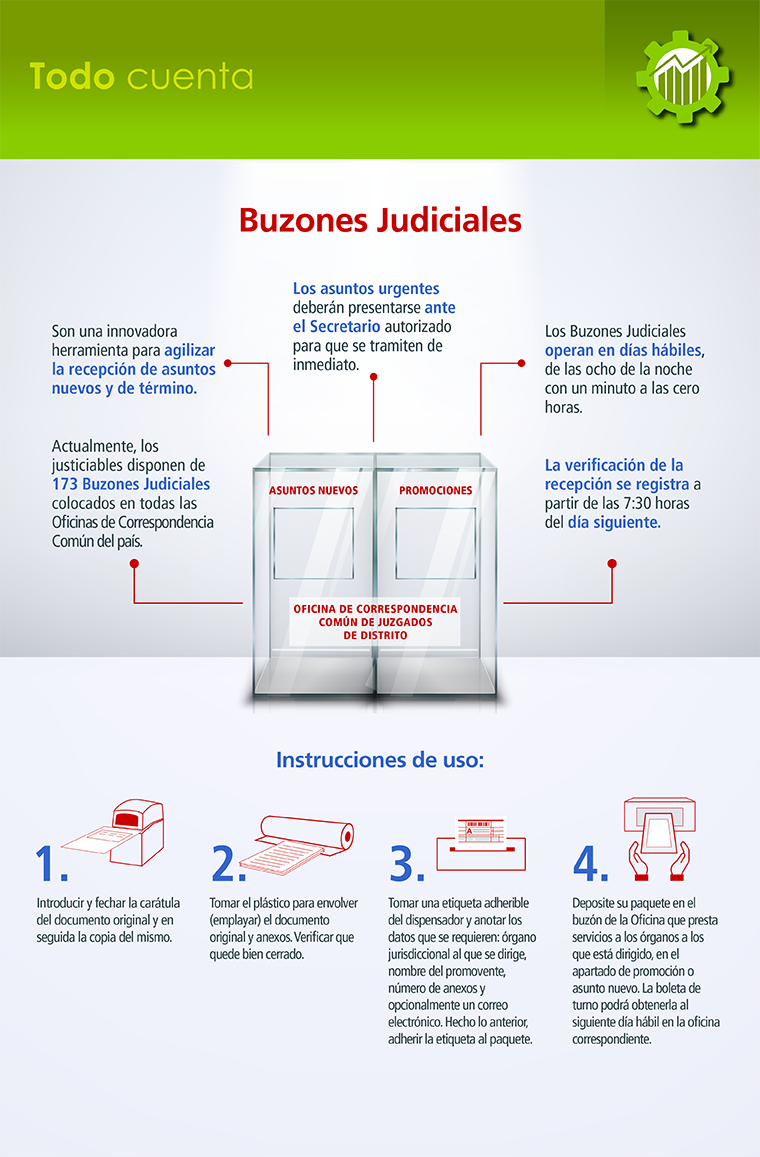 Todo cuenta
Buzones Judiciales
Los asuntos urgentes
deberán presentarse ante
el Secretario autorizado
para que se tramiten de
inmediato.
Son una innovadora
herramienta para agilizar
la recepción de asuntos
nuevos y de término.
Los Buzones Judiciales
operan en días hábiles,
de las ocho de la noche
con un minuto a las cero
horas.
Actualmente, los
justiciables disponen de
173 Buzones Judiciales
colocados en todas las
Oficinas de Correspondencia
Común del país.
La verificación de la
recepción se registra a
partir de las 7:30 horas
del día siguiente.
ASUNTOS NUEVOS
PROMOCIONES
OFICINA DE CORRESPONDENCIA
COMÚN DE JUZGADOS
DE DISTRITO
Instrucciones de uso:
1.
Introducir y fechar la carátula
del documento original y en
seguida la copia del mismo.
2.
Tomar el plástico para envolver
(emplayar) el documento
original y anexos. Verificar que
quede bien cerrado.
3.
A
Tomar una etiqueta adherible
del dispensador y anotar los
datos que se requieren: órgano
jurisdiccional al que se dirige,
nombre del promovente,
número de anexos y
opcionalmente un correo
electrónico. Hecho lo anterior,
adherir la etiqueta al paquete.
4.
Deposite su paquete en el
buzón de la Oficina que presta
servicios a los órganos a los
que está dirigido, en el
apartado de promoción o
asunto nuevo. La boleta de
turno podrá obtenerla al
siguiente día hábil en la oficina
correspondiente.